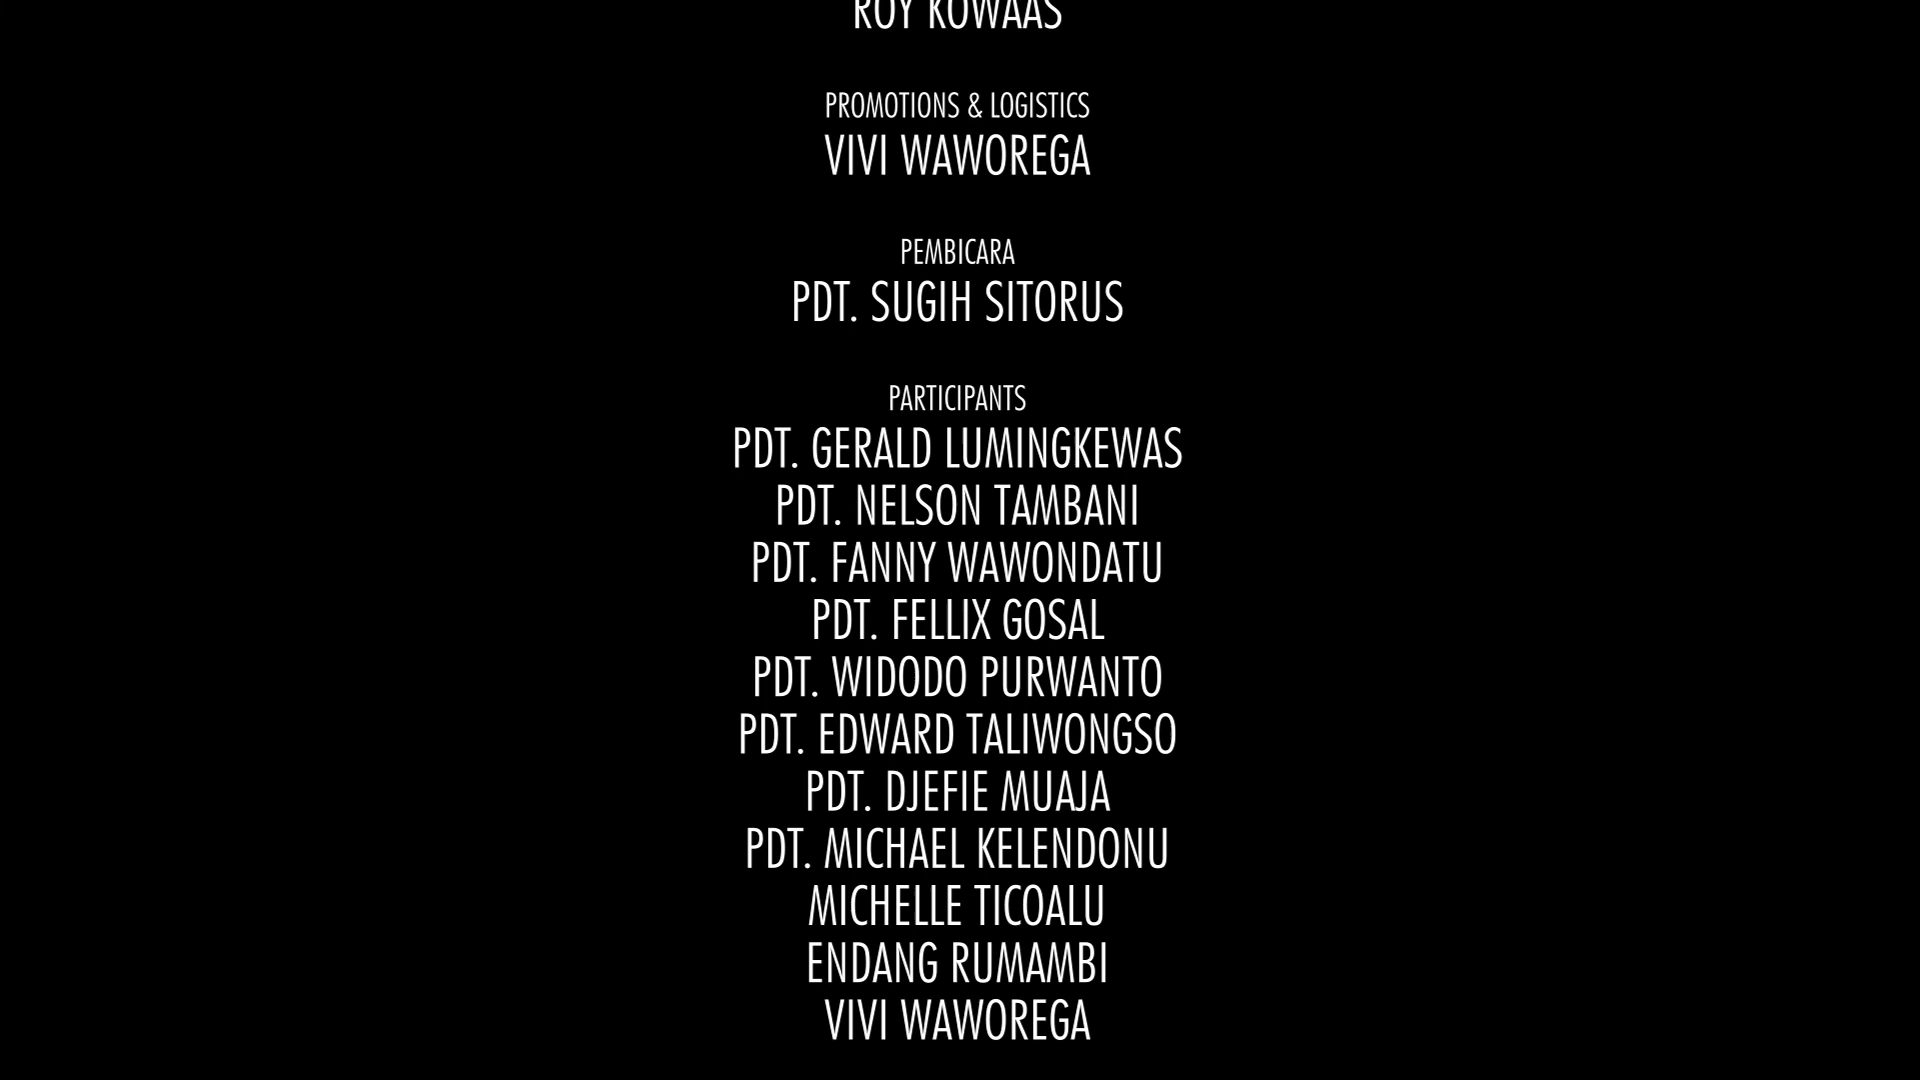 ROY KOWAAS
PROMOTIONS & LOGISTICS
VIVI WAWOREGA
PEMBICARA
PDT. SUGIH SITORUS
PARTICIPANTS
PDT. GERALD LUMINGKEWAS
PDT. NELSON TAMBANI
PDT. FANNY WAWONDATU
PDT. FELLIX GOSAL
PDT. WIDODO PURWANTO
PDT. EDWARD TALIWONGSO
PDT. DJEFIE MUAJA
PDT. MICHAEL KELENDONU
MICHELLE TICOALU
ENDANG RUMAMBI
VIVI WAWOREGA